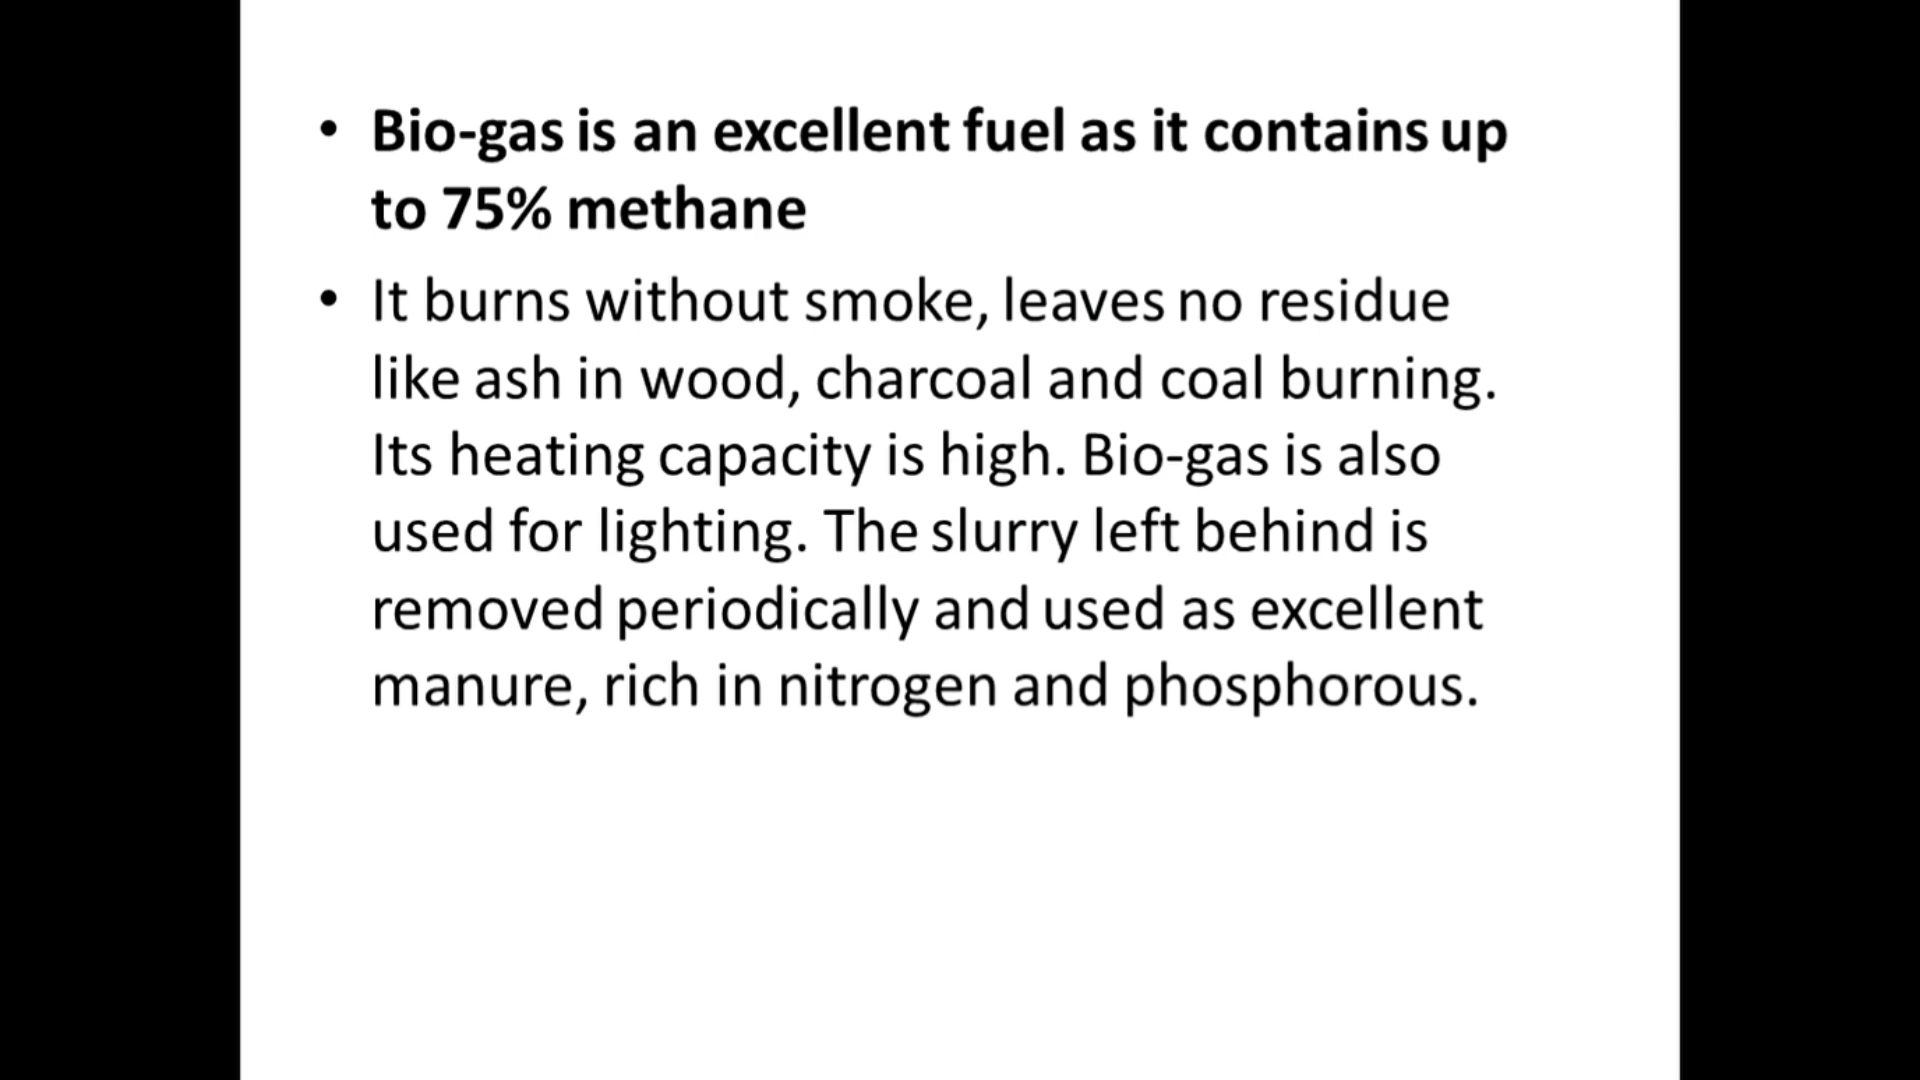 • Bio-gas is an excellent fuel as it contains up
to 75% methane
• It burns without smoke, leaves no residue
like ash in wood, charcoal and coal burning.
Its heating capacity is high. Bio-gas is also
used for lighting. The slurry left behind is
removed periodically and used as excellent
manure, rich in nitrogen and phosphorous.